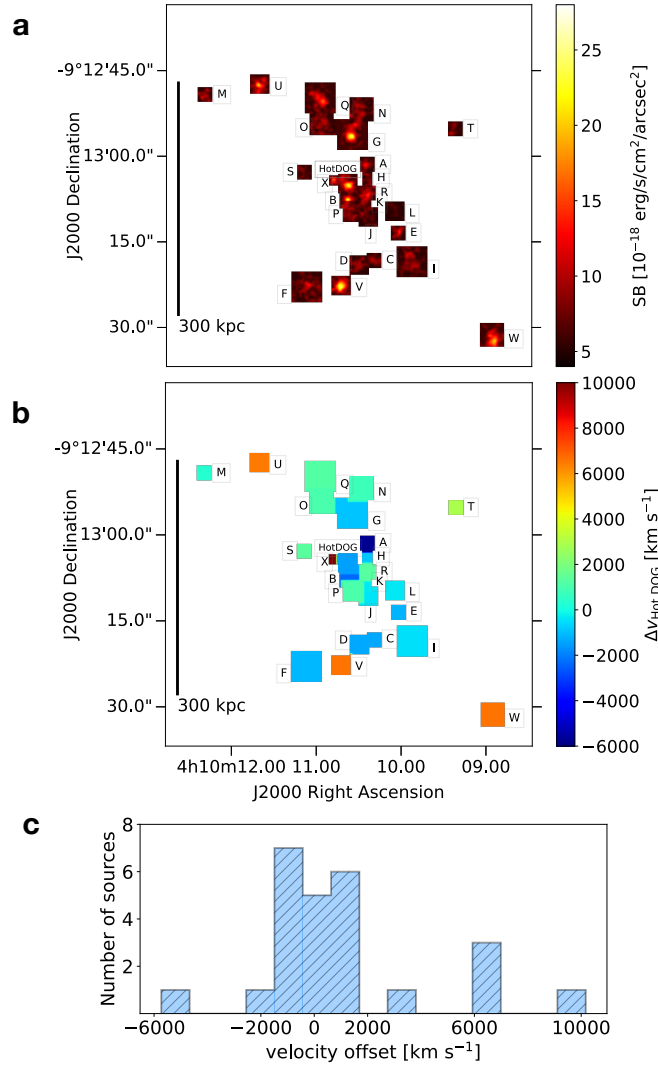 a
-9°12'45.0"
13'00.0"
15.0"
30.0"
J2000 Declination
300 kpc
M
U
Q
N
O
G
T
S
HotDOG
A
H
X
R
B
K
P
L
J
E
D
C
I
F
V
W
25
20
15
10
5
SB [10⁻¹⁸ erg/s/cm²/arcsec²]
b
-9°12'45.0"
13'00.0"
15.0"
30.0"
J2000 Declination
300 kpc
M
U
Q
N
O
G
T
S
HotDOG
A
H
X
R
B
K
P
L
J
E
D
C
I
F
V
W
10000
8000
6000
4000
2000
0
−2000
−4000
−6000
Δv_Hot DOG [km s⁻¹]
4h10m12.00 11.00 10.00 09.00
J2000 Right Ascension
c
8
6
4
2
Number of sources
−6000 −2000 0 2000 6000 10000
velocity offset [km s⁻¹]